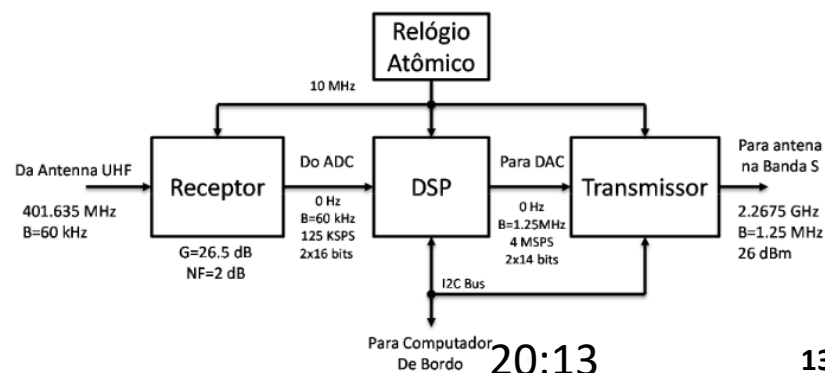 Relógio
Atômico
10 MHz
Da Antenna UHF
401.635 MHz
B=60 kHz
Receptor
G=26.5 dB
NF=2 dB
Do ADC
0 Hz
B=60 kHz
125 KSPS
2x16 bits
DSP
Para DAC
0 Hz
B=1.25MHz
4 MSPS
2x14 bits
Transmissor
Para antena
na Banda S
2.2675 GHz
B=1.25 MHz
26 dBm
I2C Bus
Para Computador
De Bordo
20:13
13